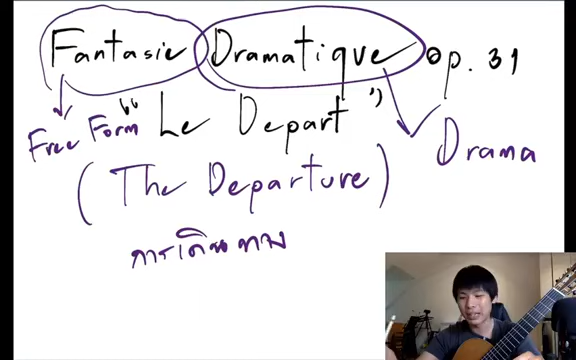 Fantasie Dramatique Op. 31
Free Form " Le Depart " Drama
(The Departure)
การเดินทาง